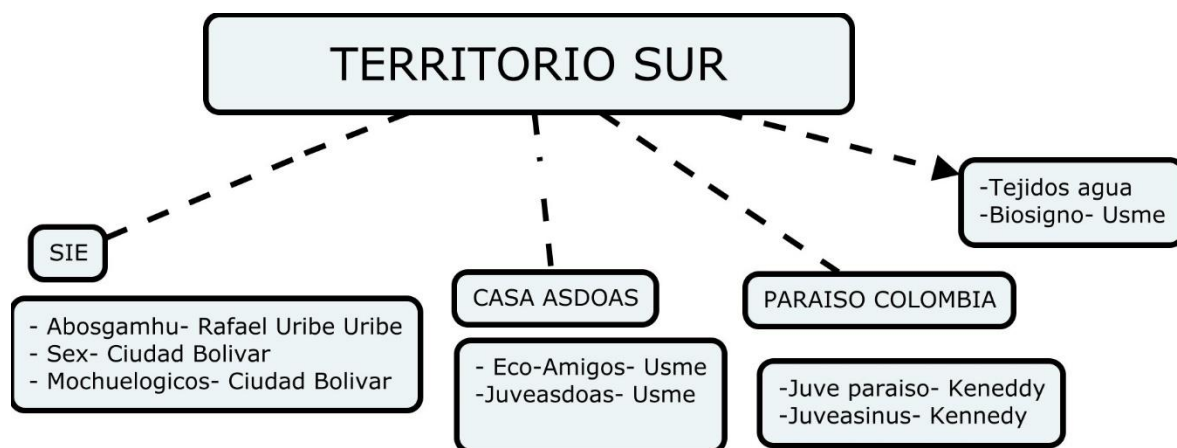 TERRITORIO SUR
-Tejidos agua
-Biosigno- Usme
SIE
- Abosgamhu- Rafael Uribe Uribe
- Sex- Ciudad Bolivar
- Mochuelogicos- Ciudad Bolivar
CASA ASDOAS
- Eco-Amigos- Usme
-Juveasdoas- Usme
PARAISO COLOMBIA
-Juve paraiso- Keneddy
-Juveasinus- Kennedy